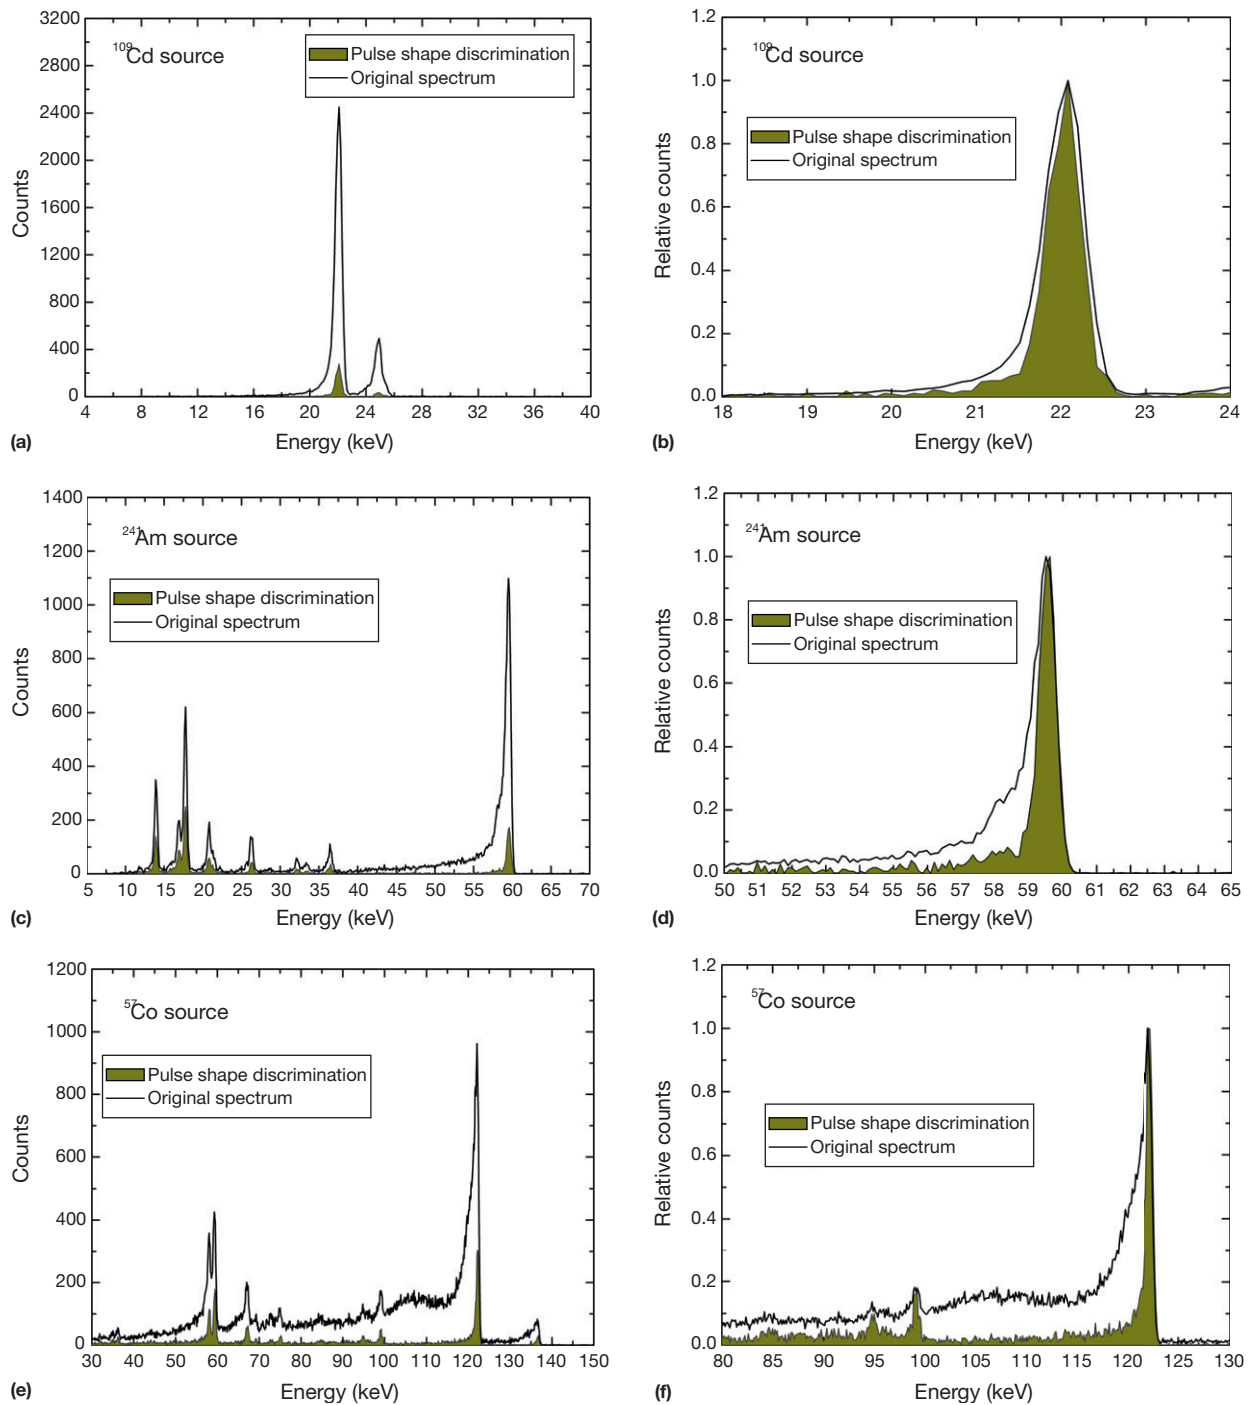 3200
2800
2400
1800
1200
800
400
0
Counts
109Cd source
Pulse shape discrimination
Original spectrum
4 8 12 16 20 24 28 32 36 40
Energy (keV)
(a)
1.2
1.0
0.8
0.6
0.4
0.2
0.0
Relative counts
109Cd source
Pulse shape discrimination
Original spectrum
18 19 20 21 22 23 24
Energy (keV)
(b)
1400
1200
1000
800
600
400
200
0
Counts
241Am source
Pulse shape discrimination
Original spectrum
5 10 15 20 25 30 35 40 45 50 55 60 65 70
Energy (keV)
(c)
1.2
1.0
0.8
0.6
0.4
0.2
0.0
Relative counts
241Am source
Pulse shape discrimination
Original spectrum
50 51 52 53 54 55 56 57 58 59 60 61 62 63 64 65
Energy (keV)
(d)
1200
1000
800
600
400
200
0
Counts
57Co source
Pulse shape discrimination
Original spectrum
30 40 50 60 70 80 90 100 110 120 130 140 150
Energy (keV)
(e)
1.2
1.0
0.8
0.6
0.4
0.2
0.0
Relative counts
57Co source
Pulse shape discrimination
Original spectrum
80 85 90 95 100 105 110 115 120 125 130
Energy (keV)
(f)